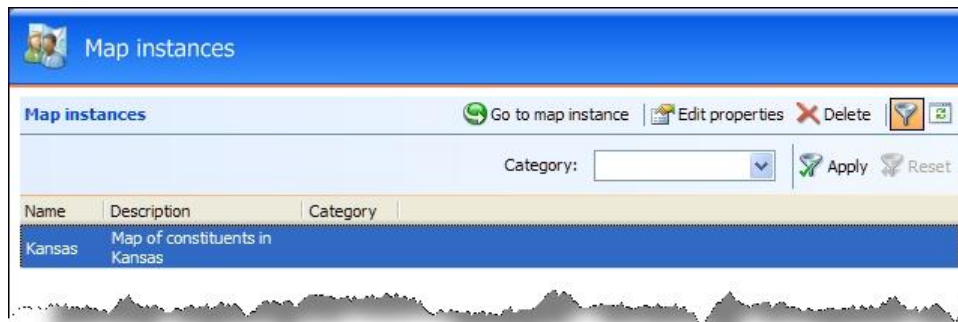 Map instances
Map instances Go to map instance Edit properties Delete
Category: Apply Reset
Name Description Category
Kansas Map of constituents in
Kansas